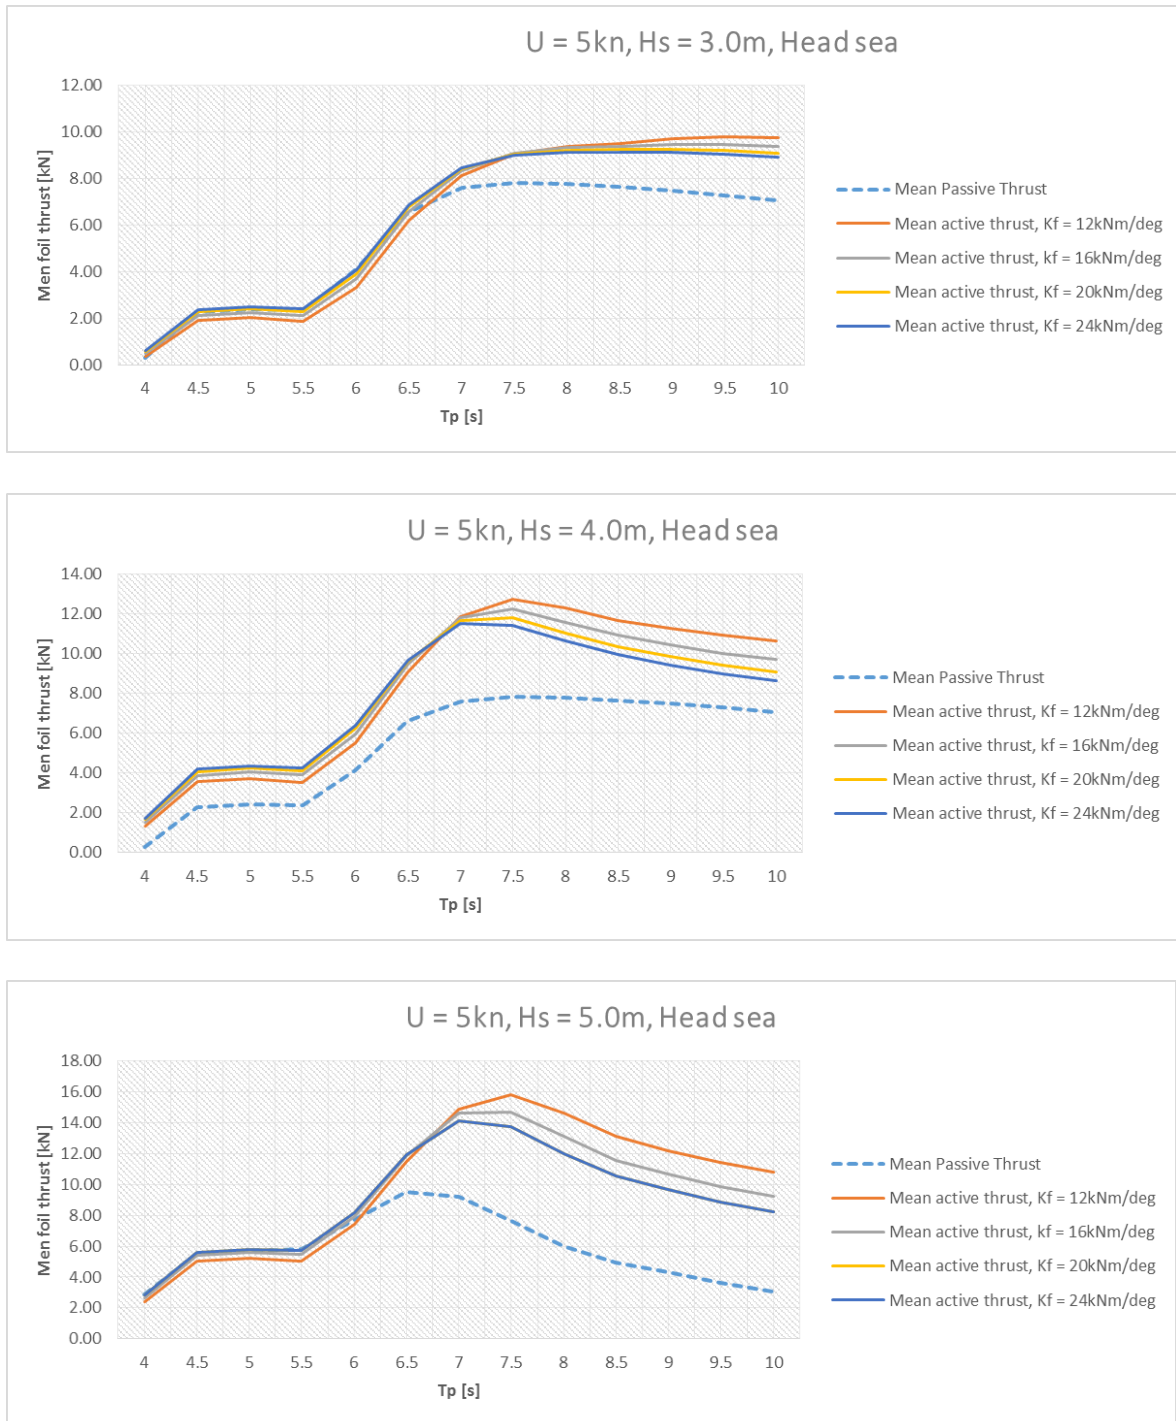 U = 5kn, Hs = 3.0m, Head sea
Men foil thrust [kN]
12.00
10.00
8.00
6.00
4.00
2.00
0.00
4 4.5 5 5.5 6 6.5 7 7.5 8 8.5 9 9.5 10
Tp [s]
Mean Passive Thrust
Mean active thrust, Kf = 12kNm/deg
Mean active thrust, kf = 16kNm/deg
Mean active thrust, Kf = 20kNm/deg
Mean active thrust, Kf = 24kNm/deg
U = 5kn, Hs = 4.0m, Head sea
Men foil thrust [kN]
14.00
12.00
10.00
8.00
6.00
4.00
2.00
0.00
4 4.5 5 5.5 6 6.5 7 7.5 8 8.5 9 9.5 10
Tp [s]
Mean Passive Thrust
Mean active thrust, Kf = 12kNm/deg
Mean active thrust, kf = 16kNm/deg
Mean active thrust, Kf = 20kNm/deg
Mean active thrust, Kf = 24kNm/deg
U = 5kn, Hs = 5.0m, Head sea
Men foil thrust [kN]
18.00
16.00
14.00
12.00
10.00
8.00
6.00
4.00
2.00
0.00
4 4.5 5 5.5 6 6.5 7 7.5 8 8.5 9 9.5 10
Tp [s]
Mean Passive Thrust
Mean active thrust, Kf = 12kNm/deg
Mean active thrust, kf = 16kNm/deg
Mean active thrust, Kf = 20kNm/deg
Mean active thrust, Kf = 24kNm/deg